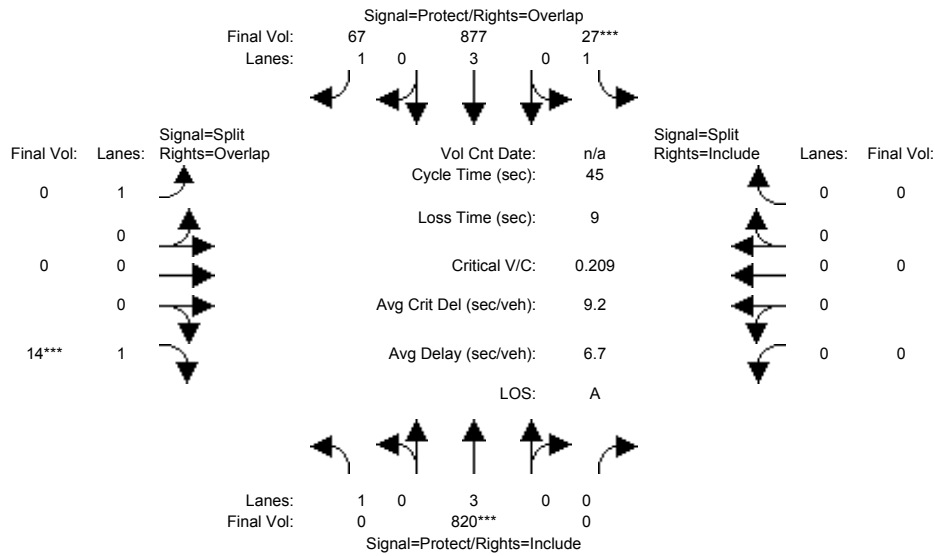 Signal=Protect/Rights=Overlap
Final Vol: 67 877 27***
Lanes: 1 0 3 0 1
Signal=Split
Rights=Overlap
Signal=Split
Rights=Include
Final Vol: Lanes:
Vol Cnt Date: n/a
Lanes: Final Vol:
Cycle Time (sec): 45
0 1
0 0
Loss Time (sec): 9
0
0
0 0
Critical V/C: 0.209
0 0
0
Avg Crit Del (sec/veh): 9.2
0
14*** 1
Avg Delay (sec/veh): 6.7
0 0
LOS: A
Lanes: 1 0 3 0 0
Final Vol: 0 820*** 0
Signal=Protect/Rights=Include